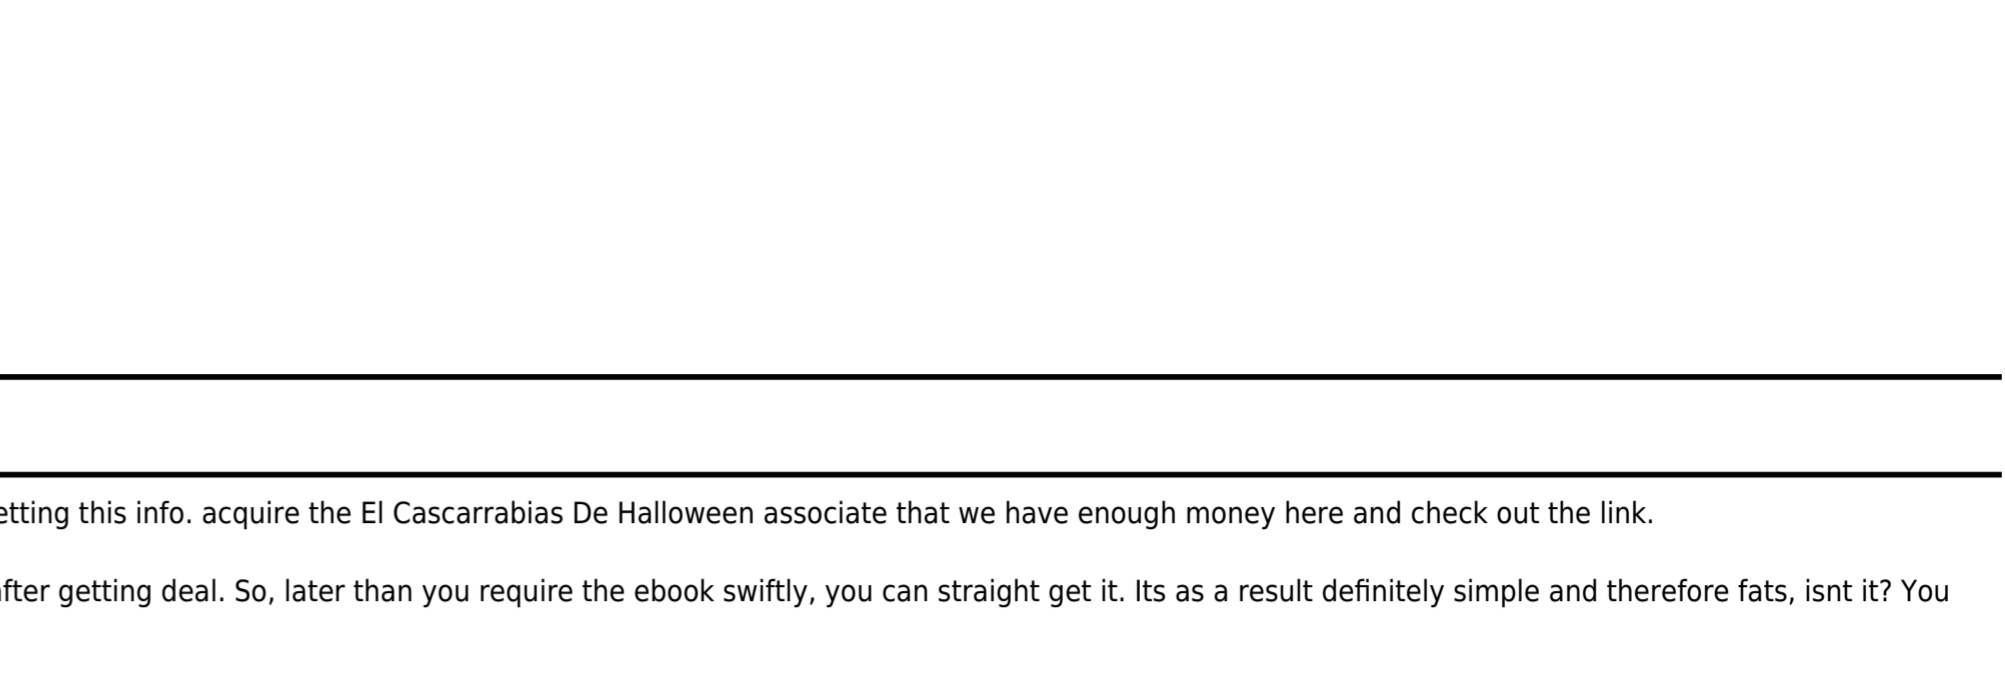 etting this info. acquire the El Cascarrabias De Halloween associate that we have enough money here and check out the link.
fter getting deal. So, later than you require the ebook swiftly, you can straight get it. Its as a result definitely simple and therefore fats, isnt it? You